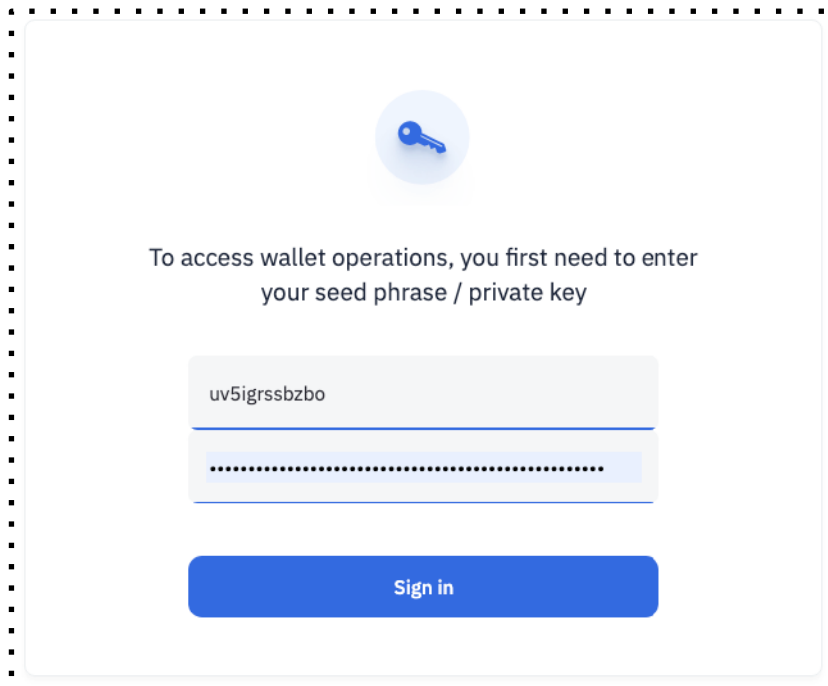 To access wallet operations, you first need to enter
your seed phrase / private key
uv5igrssbzbo
•••••••••••••••••••••••••••••••••••••••••••••••••••
Sign in